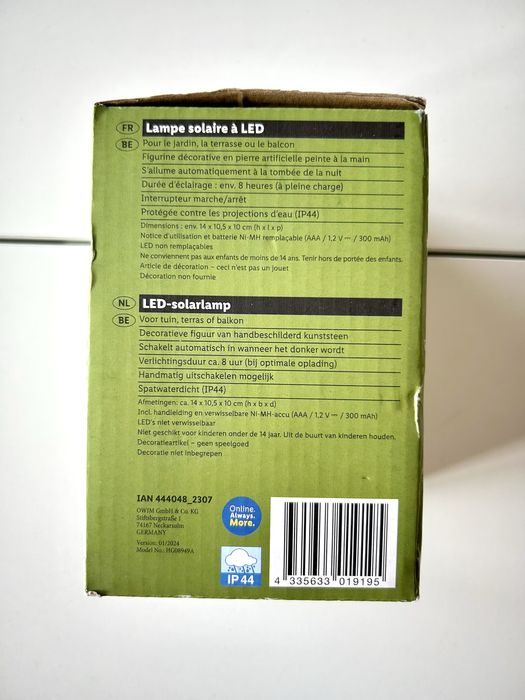 FR Lampe solaire à LED
BE Pour le jardin, la terrasse ou le balcon
Figurine décorative en pierre artificielle peinte à la main
S'allume automatiquement à la tombée de la nuit
Durée d'éclairage : env. 8 heures (à pleine charge)
Interrupteur marche/arrêt
Protégée contre les projections d'eau (IP44)
Dimensions : env. 14 x 10,5 x 10 cm (h x l x p)
Notice d'utilisation et batterie Ni-MH remplaçable (AAA / 1,2 V ⎓ / 300 mAh)
LED non remplaçables
Ne conviennent pas aux enfants de moins de 14 ans. Tenir hors de portée des enfants.
Article de décoration – ceci n'est pas un jouet
Décoration non fournie
NL LED-solarlamp
BE Voor tuin, terras of balkon
Decoratieve figuur van handbeschilderd kunststeen
Schakelt automatisch in wanneer het donker wordt
Verlichtingsduur ca. 8 uur (bij optimale oplading)
Handmatig uitschakelen mogelijk
Spatwaterdicht (IP44)
Afmetingen: ca. 14 x 10,5 x 10 cm (h x b x d)
Incl. handleiding en verwisselbare Ni-MH-accu (AAA / 1,2 V ⎓ / 300 mAh)
LED's niet verwisselbaar
Niet geschikt voor kinderen onder de 14 jaar. Uit de buurt van kinderen houden.
Decoratieartikel – geen speelgoed
Decoratie niet inbegrepen
IAN 444048_2307
OWIM GmbH & Co. KG
Stiftsbergstraße 1
74167 Neckarsulm
GERMANY
Version: 01/2024
Model No.: HG08949A
Online.
Always.
More.
IP 44
4 335633 019195